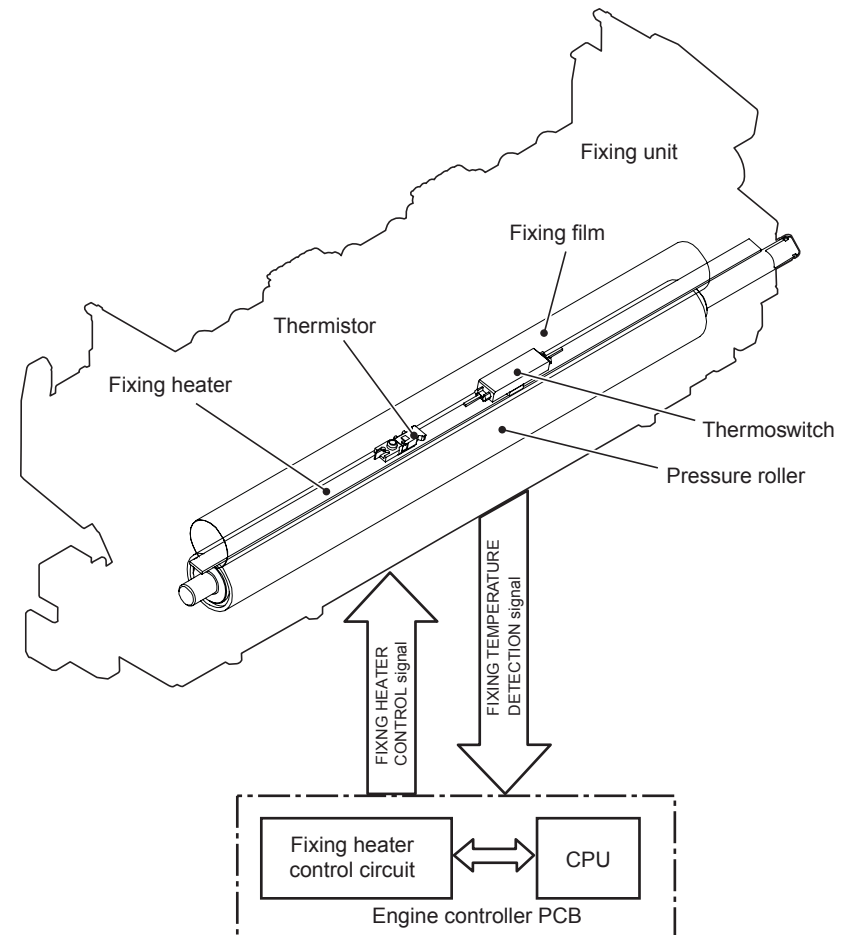 Fixing unit
Fixing film
Thermistor
Fixing heater
Thermoswitch
Pressure roller
FIXNG HEATER
CONTROL signal
FIXING TEMPERATURE
DETECTION signal
Fixing heater
control circuit
CPU
Engine controller PCB